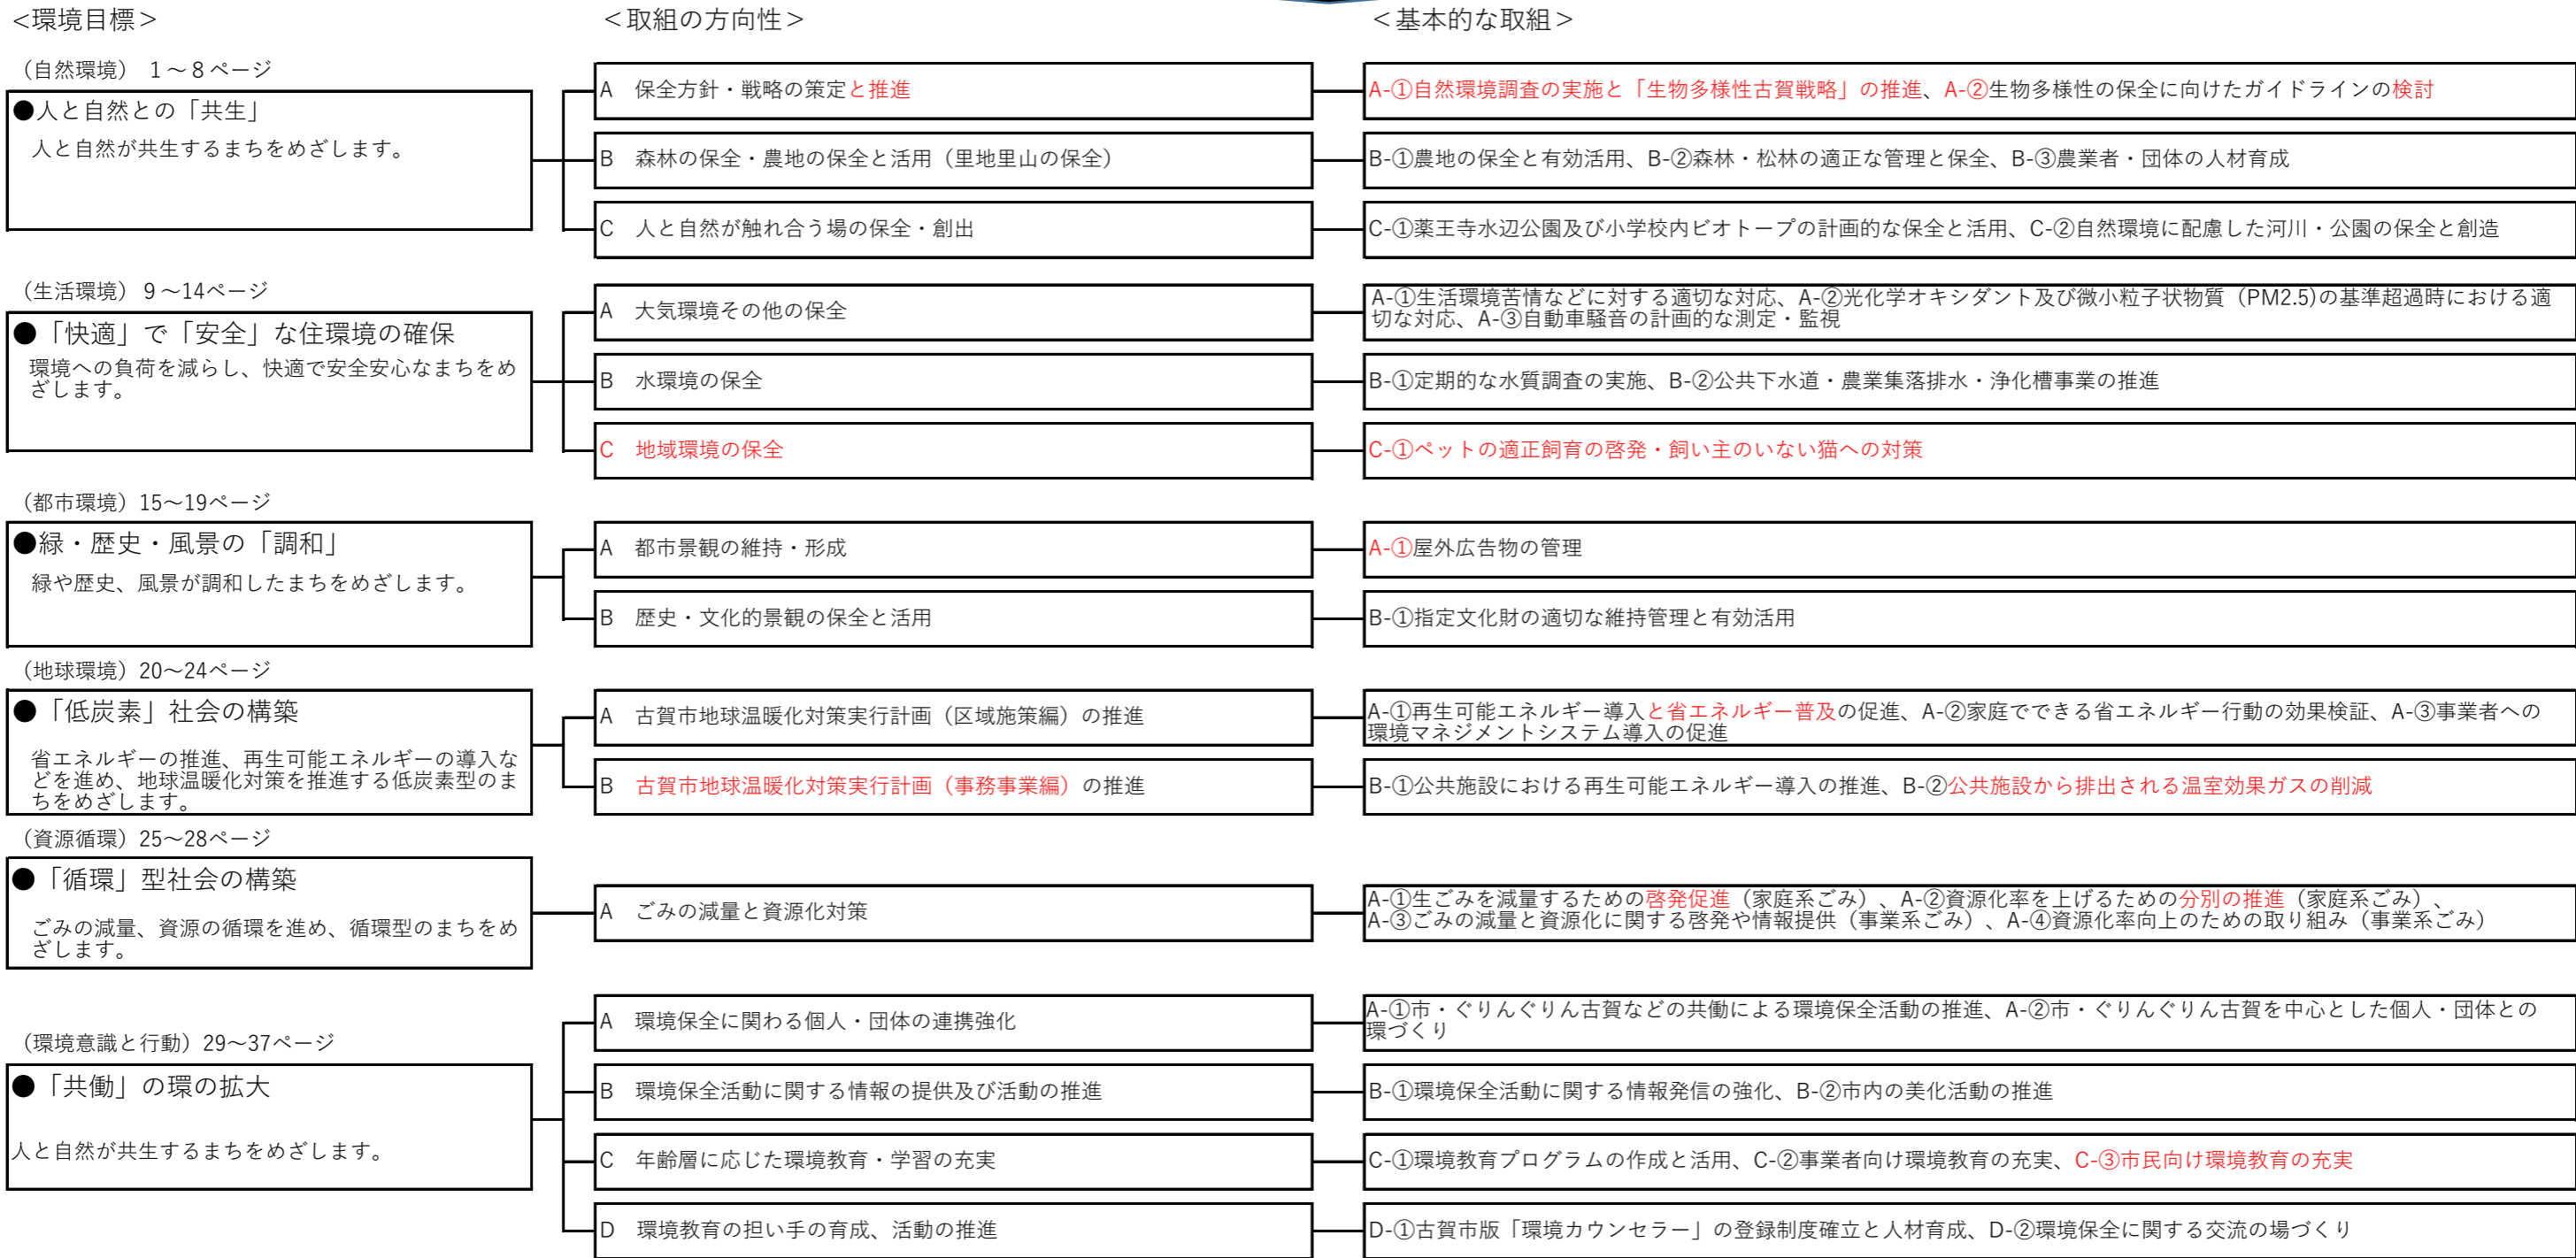 ＜環境目標＞
＜取組の方向性＞
＜基本的な取組＞
（自然環境） 1～8ページ
●人と自然との「共生」
人と自然が共生するまちをめざします。
A 保全方針・戦略の策定と推進
A-①自然環境調査の実施と「生物多様性古賀戦略」の推進、A-②生物多様性の保全に向けたガイドラインの検討
B 森林の保全・農地の保全と活用（里地里山の保全）
B-①農地の保全と有効活用、B-②森林・松林の適正な管理と保全、B-③農業者・団体の人材育成
C 人と自然が触れ合う場の保全・創出
C-①薬王寺水辺公園及び小学校内ビオトープの計画的な保全と活用、C-②自然環境に配慮した河川・公園の保全と創造
（生活環境）9～14ページ
●「快適」で「安全」な住環境の確保
環境への負荷を減らし、快適で安全安心なまちをめ
ざします。
A 大気環境その他の保全
A-①生活環境苦情などに対する適切な対応、A-②光化学オキシダント及び微小粒子状物質（PM2.5)の基準超過時における適
切な対応、A-③自動車騒音の計画的な測定・監視
B 水環境の保全
B-①定期的な水質調査の実施、B-②公共下水道・農業集落排水・浄化槽事業の推進
C 地域環境の保全
C-①ペットの適正飼育の啓発・飼い主のいない猫への対策
（都市環境）15～19ページ
●緑・歴史・風景の「調和」
緑や歴史、風景が調和したまちをめざします。
A 都市景観の維持・形成
A-①屋外広告物の管理
B 歴史・文化的景観の保全と活用
B-①指定文化財の適切な維持管理と有効活用
（地球環境）20～24ページ
●「低炭素」社会の構築
省エネルギーの推進、再生可能エネルギーの導入な
どを進め、地球温暖化対策を推進する低炭素型のま
ちをめざします。
A 古賀市地球温暖化対策実行計画（区域施策編）の推進
A-①再生可能エネルギー導入と省エネルギー普及の促進、A-②家庭でできる省エネルギー行動の効果検証、A-③事業者への
環境マネジメントシステム導入の促進
B 古賀市地球温暖化対策実行計画（事務事業編）の推進
B-①公共施設における再生可能エネルギー導入の推進、B-②公共施設から排出される温室効果ガスの削減
（資源循環）25～28ページ
●「循環」型社会の構築
ごみの減量、資源の循環を進め、循環型のまちをめ
ざします。
A ごみの減量と資源化対策
A-①生ごみを減量するための啓発促進（家庭系ごみ）、A-②資源化率を上げるための分別の推進（家庭系ごみ）、
A-③ごみの減量と資源化に関する啓発や情報提供（事業系ごみ）、A-④資源化率向上のための取り組み（事業系ごみ）
（環境意識と行動）29～37ページ
●「共働」の環の拡大
人と自然が共生するまちをめざします。
A 環境保全に関わる個人・団体の連携強化
A-①市・ぐりんぐりん古賀などの共働による環境保全活動の推進、A-②市・ぐりんぐりん古賀を中心とした個人・団体との
環づくり
B 環境保全活動に関する情報の提供及び活動の推進
B-①環境保全活動に関する情報発信の強化、B-②市内の美化活動の推進
C 年齢層に応じた環境教育・学習の充実
C-①環境教育プログラムの作成と活用、C-②事業者向け環境教育の充実、C-③市民向け環境教育の充実
D 環境教育の担い手の育成、活動の推進
D-①古賀市版「環境カウンセラー」の登録制度確立と人材育成、D-②環境保全に関する交流の場づくり